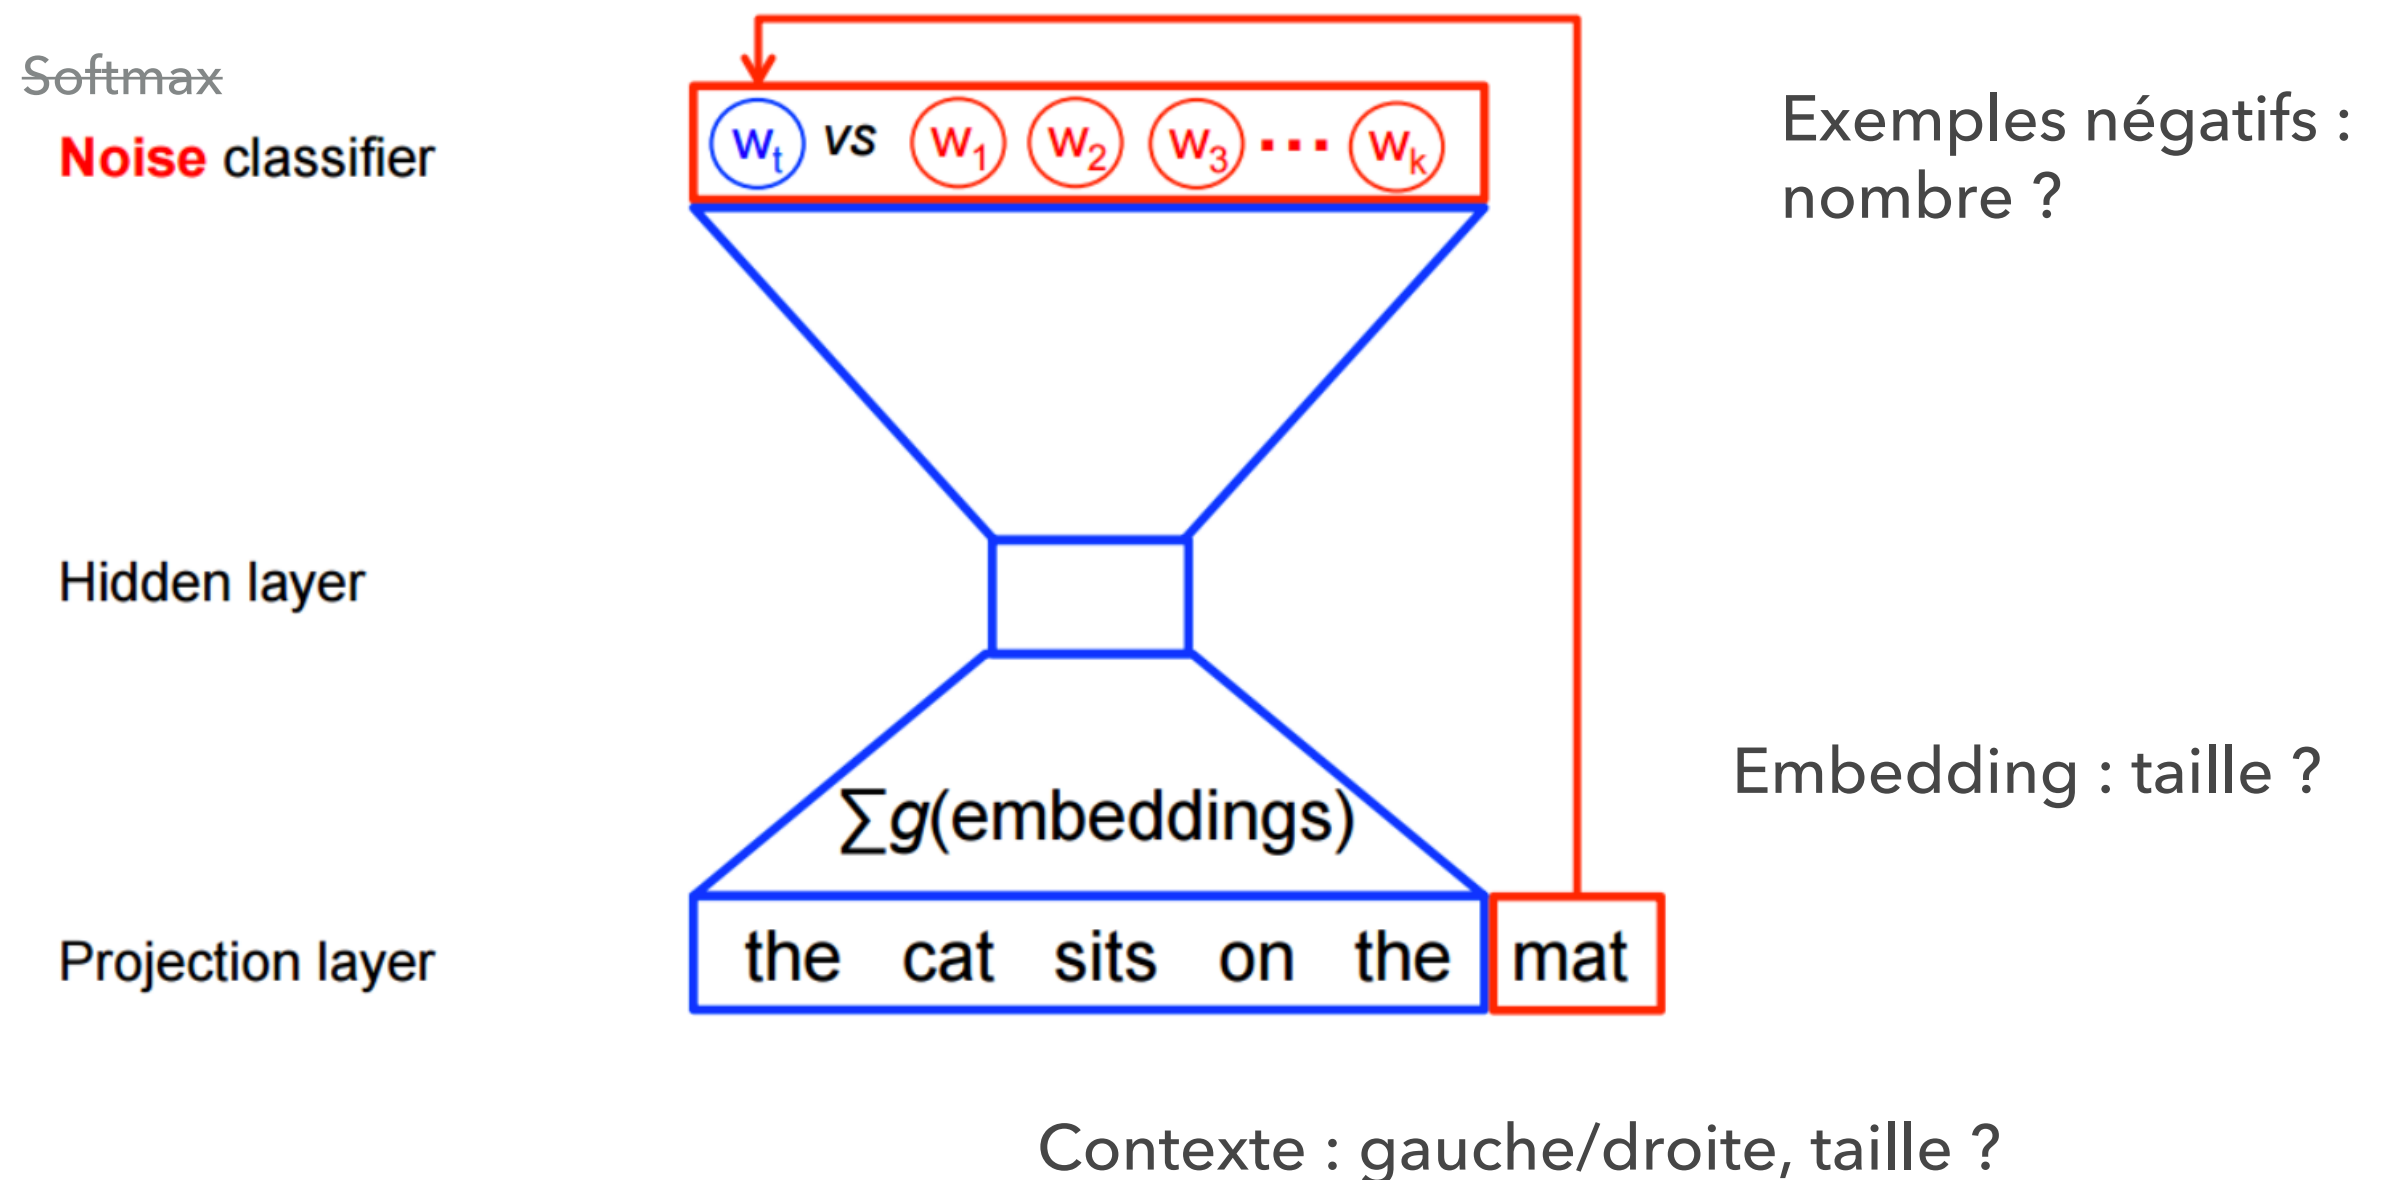 Softmax
Noise classifier
wt vs w1 w2 w3 ... wk
Exemples négatifs :
nombre ?
Hidden layer
Embedding : taille ?
∑g(embeddings)
Projection layer
the cat sits on the mat
Contexte : gauche/droite, taille ?